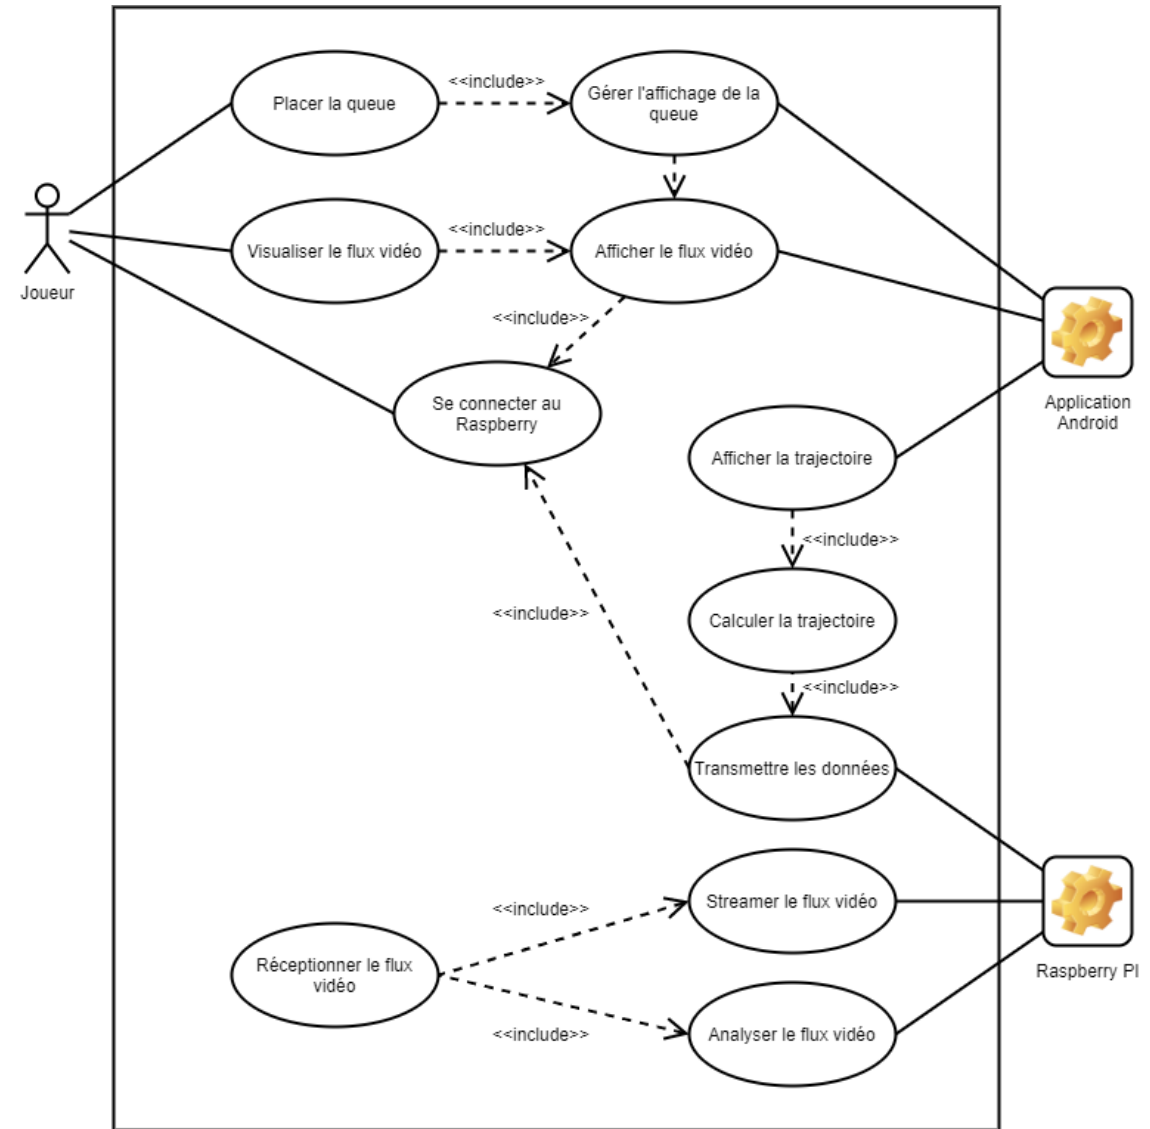 <<include>>
Placer la queue
Gérer l'affichage de la
queue
<<include>>
Visualiser le flux vidéo
Afficher le flux vidéo
Joueur
<<include>>
Se connecter au
Raspberry
Application
Android
Afficher la trajectoire
<<include>>
<<include>>
Calculer la trajectoire
<<include>>
Transmettre les données
<<include>>
Streamer le flux vidéo
Réceptionner le flux
vidéo
Raspberry PI
<<include>>
Analyser le flux vidéo